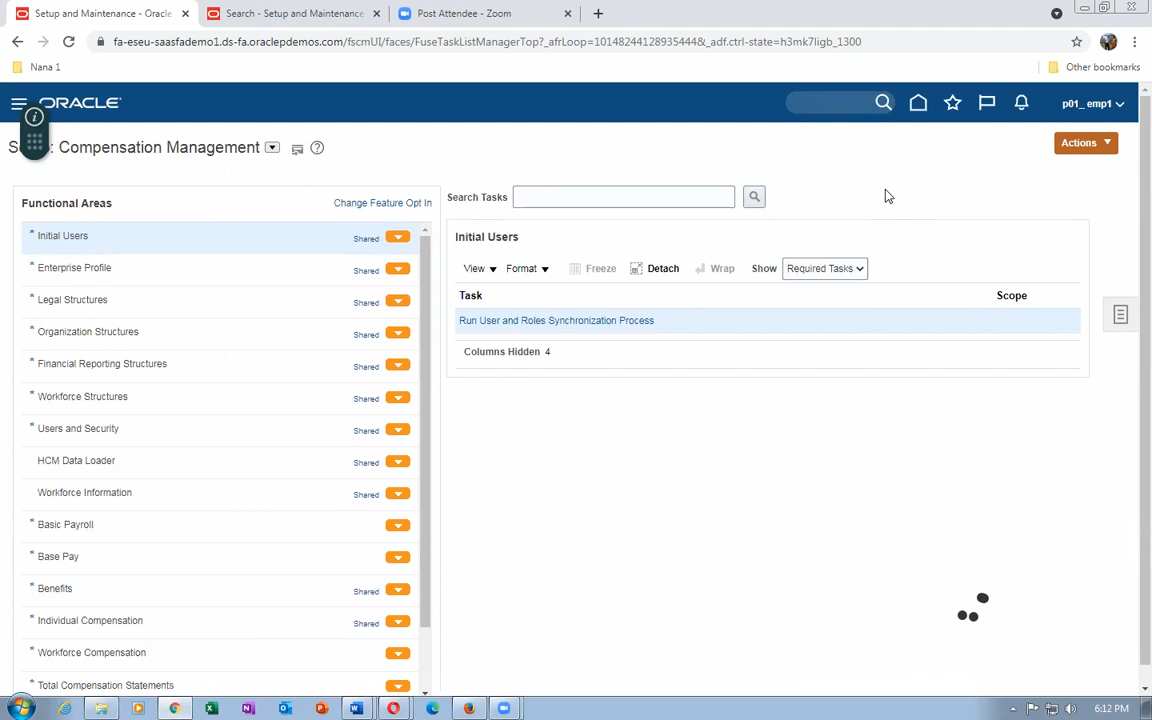 Setup and Maintenance - Oracle
Search - Setup and Maintenance
Post Attendee - Zoom
fa-eseu-saasfademo1.ds-fa.oraclepdemos.com/fscmUI/faces/FuseTaskListManagerTop?_afrLoop=101482441289354448&_adf.ctrl-state=h3mk7ligb_1300
Nana 1
Other bookmarks
ORACLE
p01_ emp1
: Compensation Management
Actions
Functional Areas
Change Feature Opt In
* Initial Users Shared
* Enterprise Profile Shared
* Legal Structures Shared
* Organization Structures Shared
* Financial Reporting Structures Shared
* Workforce Structures Shared
* Users and Security Shared
HCM Data Loader Shared
Workforce Information Shared
* Basic Payroll
* Base Pay
* Benefits Shared
* Individual Compensation Shared
* Workforce Compensation
* Total Compensation Statements
Search Tasks
Initial Users
View Format Freeze Detach Wrap Show Required Tasks
Task Scope
Run User and Roles Synchronization Process
Columns Hidden 4
6:12 PM